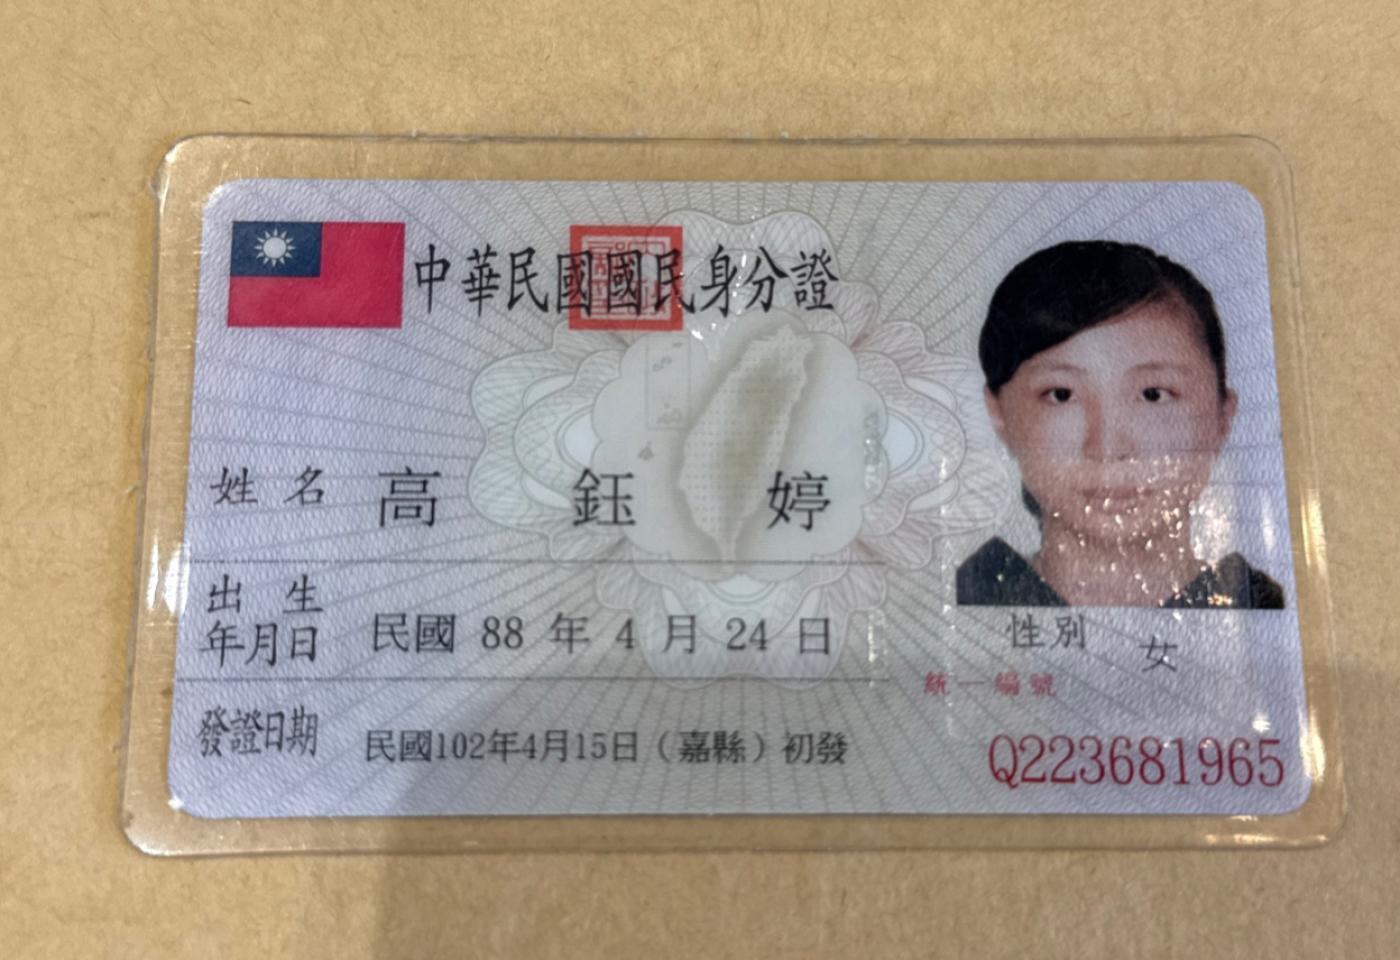 中華民國國民身分證
姓名 高鈺婷
出生年月日 民國 88 年 4 月 24 日
發證日期 民國102年4月15日（嘉縣）初發
性別 女
統一編號
Q223681965